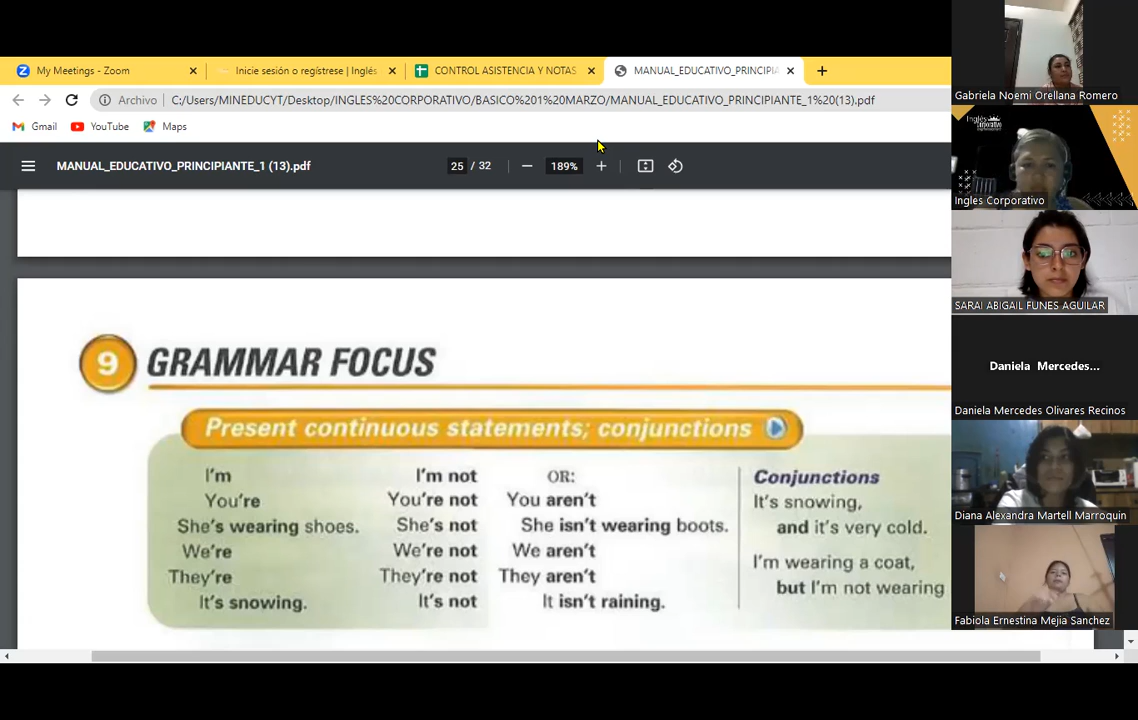 My Meetings - Zoom
Inicie sesión o regístrese | Inglés
CONTROL ASISTENCIA Y NOTAS
MANUAL_EDUCATIVO_PRINCIPIA
Archivo C:/Users/MINEDUCYT/Desktop/INGLES%20CORPORATIVO/BASICO%201%20MARZO/MANUAL_EDUCATIVO_PRINCIPIANTE_1%20(13).pdf
Gmail YouTube Maps
MANUAL_EDUCATIVO_PRINCIPIANTE_1 (13).pdf 25 / 32 189%
9 GRAMMAR FOCUS
Present continuous statements; conjunctions
I'm I'm not OR: Conjunctions
You're You're not You aren't It's snowing,
She's wearing shoes. She's not She isn't wearing boots. and it's very cold.
We're We're not We aren't I'm wearing a coat,
They're They're not They aren't but I'm not wearing
It's snowing. It's not It isn't raining.
Gabriela Noemi Orellana Romero
Inglés Corporativo
Ingles Corporativo
SARAI ABIGAIL FUNES AGUILAR
Daniela Mercedes...
Daniela Mercedes Olivares Recinos
Diana Alexandra Martell Marroquin
Fabiola Ernestina Mejia Sanchez